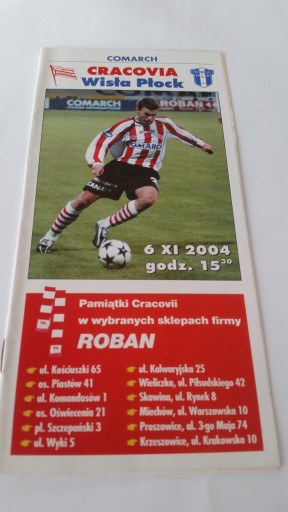 COMARCH
CRACOVIA
Wisła Płock
COMARCH
ROBAN
COMARCH
CANAL
6 XI 2004
godz. 15³⁰
Pamiątki Cracovii
w wybranych sklepach firmy
ROBAN
ul. Kościuszki 65
os. Piastów 41
ul. Komandosów 1
os. Oświecenia 21
pl. Szczepański 3
ul. Wyki 5
ul. Kalwaryjska 25
Wieliczka, ul. Piłsudskiego 42
Skawina, ul. Rynek 8
Miechów, ul. Warszawska 10
Proszowice, al. 3-go Maja 74
Krzeszowice, ul. Krakowska 10